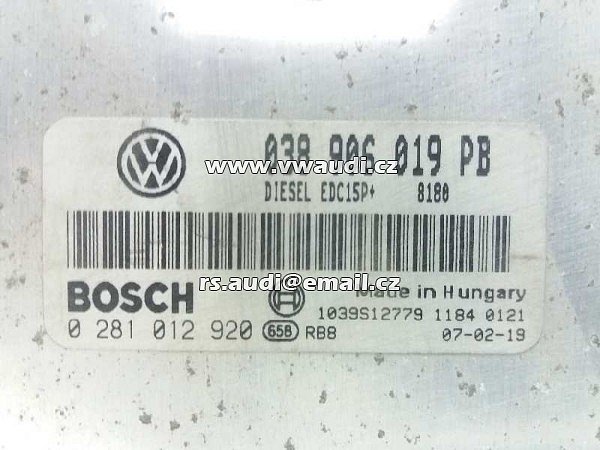 038 906 019 PB
www.vwaudi.cz
DIESEL EDC15P+ 8180
rs.audi@email.cz
BOSCH
Made in Hungary
1039S12779 1184 0121
0 281 012 920 65B RB8 07-02-19